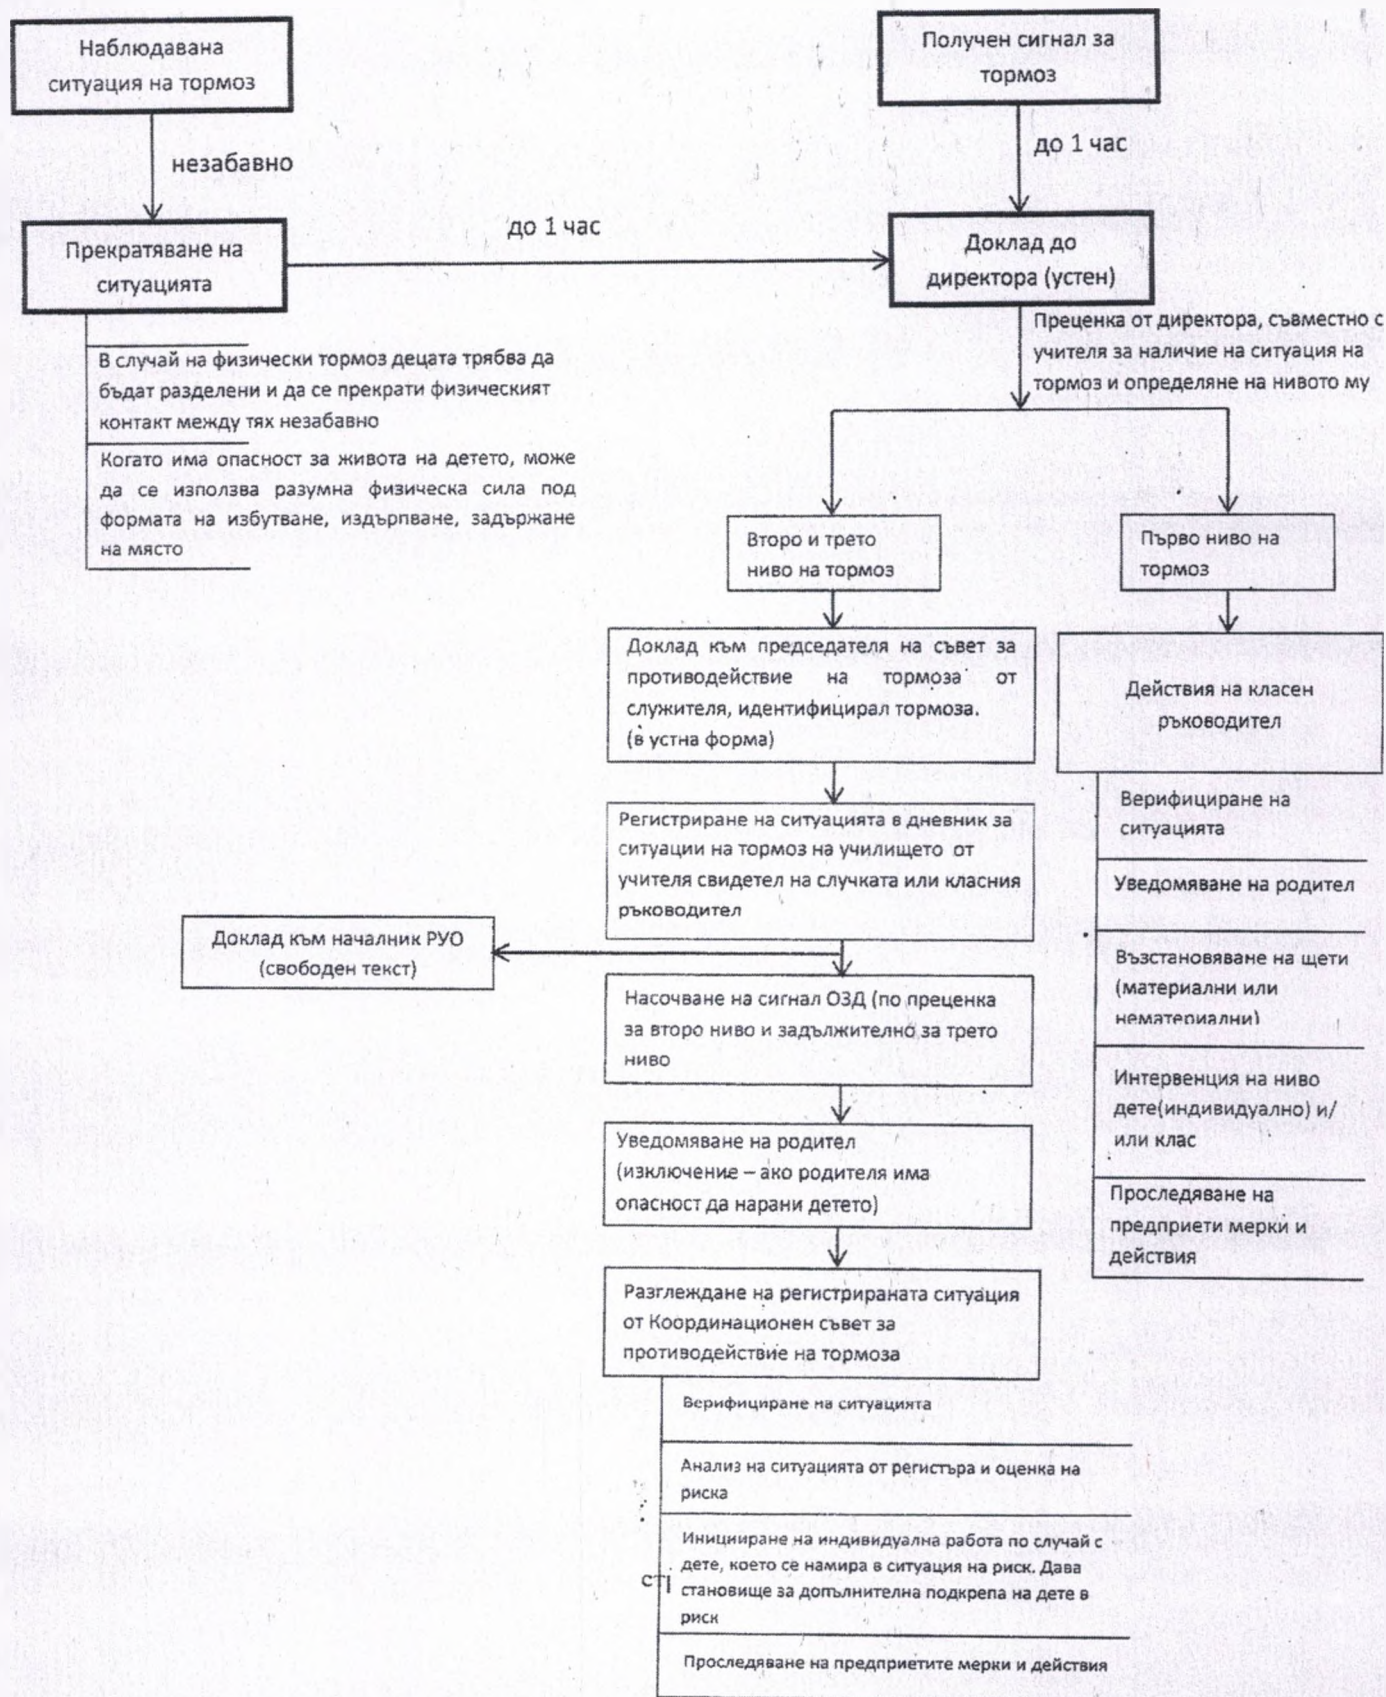 Наблюдавана
ситуация на тормоз
Получен сигнал за
тормоз
незабавно
до 1 час
Прекратяване на
ситуацията
до 1 час
Доклад до
директора (устен)
Преценка от директора, съвместно с
учителя за наличие на ситуация на
тормоз и определяне на нивото му
В случай на физически тормоз децата трябва да
бъдат разделени и да се прекрати физическият
контакт между тях незабавно
Когато има опасност за живота на детето, може
да се използва разумна физическа сила под
формата на избутване, издърпване, задържане
на място
Второ и трето
ниво на тормоз
Първо ниво на
тормоз
Доклад към председателя на съвет за
противодействие на тормоза от
служителя, идентифицирал тормоза.
(в устна форма)
Действия на класен
ръководител
Регистриране на ситуацията в дневник за
ситуации на тормоз на училището от
учителя свидетел на случката или класния
ръководител
Верифициране на
ситуацията
Уведомяване на родител
Възстановяване на щети
(материални или
нематериални)
Интервенция на ниво
дете(индивидуално) и/
или клас
Проследяване на
предприети мерки и
действия
Доклад към началник РУО
(свободен текст)
Насочване на сигнал ОЗД (по преценка
за второ ниво и задължително за трето
ниво
Уведомяване на родител
(изключение – ако родителя има
опасност да нарани детето)
Разглеждане на регистрираната ситуация
от Координационен съвет за
противодействие на тормоза
Верифициране на ситуацията
Анализ на ситуацията от регистъра и оценка на
риска
Иницииране на индивидуална работа по случай с
дете, което се намира в ситуация на риск. Дава
становище за допълнителна подкрепа на дете в
риск
Проследяване на предприетите мерки и действия